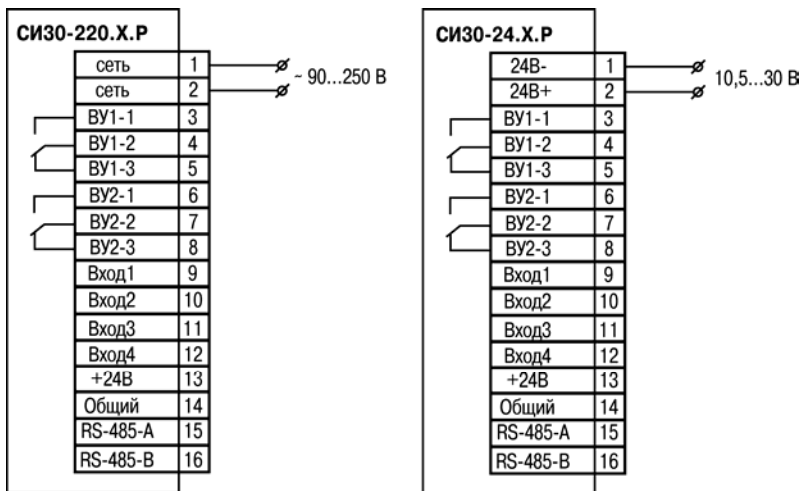 СИ30-220.Х.Р
сеть 1
сеть 2
~ 90...250 В
ВУ1-1 3
ВУ1-2 4
ВУ1-3 5
ВУ2-1 6
ВУ2-2 7
ВУ2-3 8
Вход1 9
Вход2 10
Вход3 11
Вход4 12
+24В 13
Общий 14
RS-485-A 15
RS-485-B 16
СИ30-24.Х.Р
24В- 1
24В+ 2
10,5...30 В
ВУ1-1 3
ВУ1-2 4
ВУ1-3 5
ВУ2-1 6
ВУ2-2 7
ВУ2-3 8
Вход1 9
Вход2 10
Вход3 11
Вход4 12
+24В 13
Общий 14
RS-485-A 15
RS-485-B 16